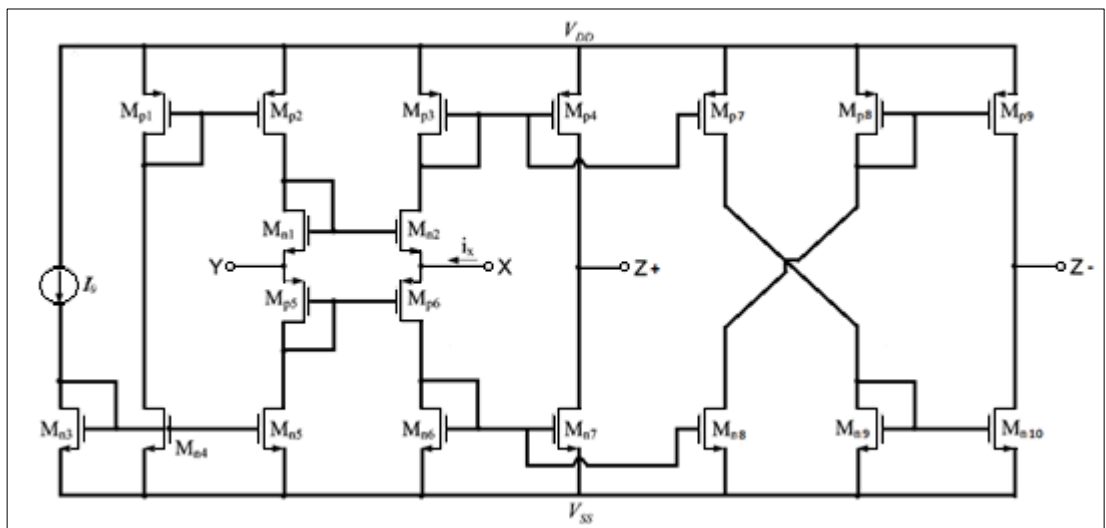 V_DD
M_p1
M_p2
M_p3
M_p4
M_p7
M_p8
M_p9
M_n1
M_n2
Y
i_x
X
Z+
Z-
M_p5
M_p6
I_o
M_n3
M_n4
M_n5
M_n6
M_n7
M_n8
M_n9
M_n10
V_SS